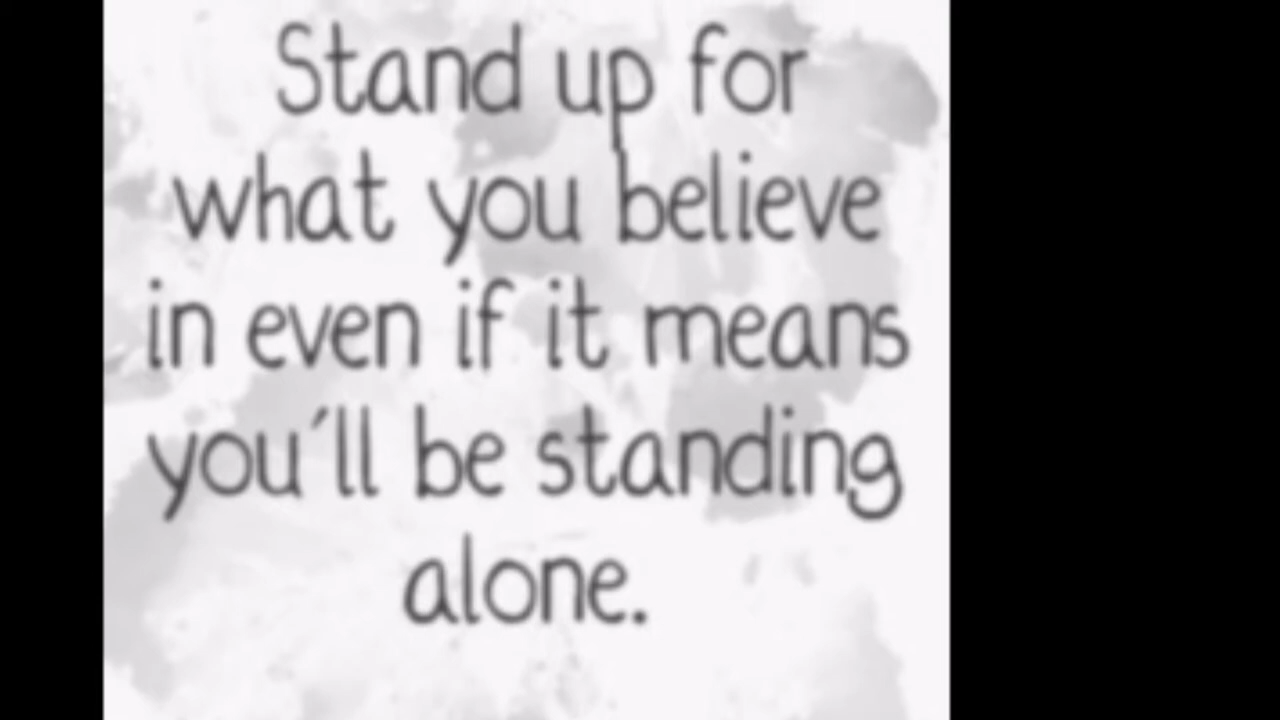 Stand up for
what you believe
in even if it means
you´ll be standing
alone.